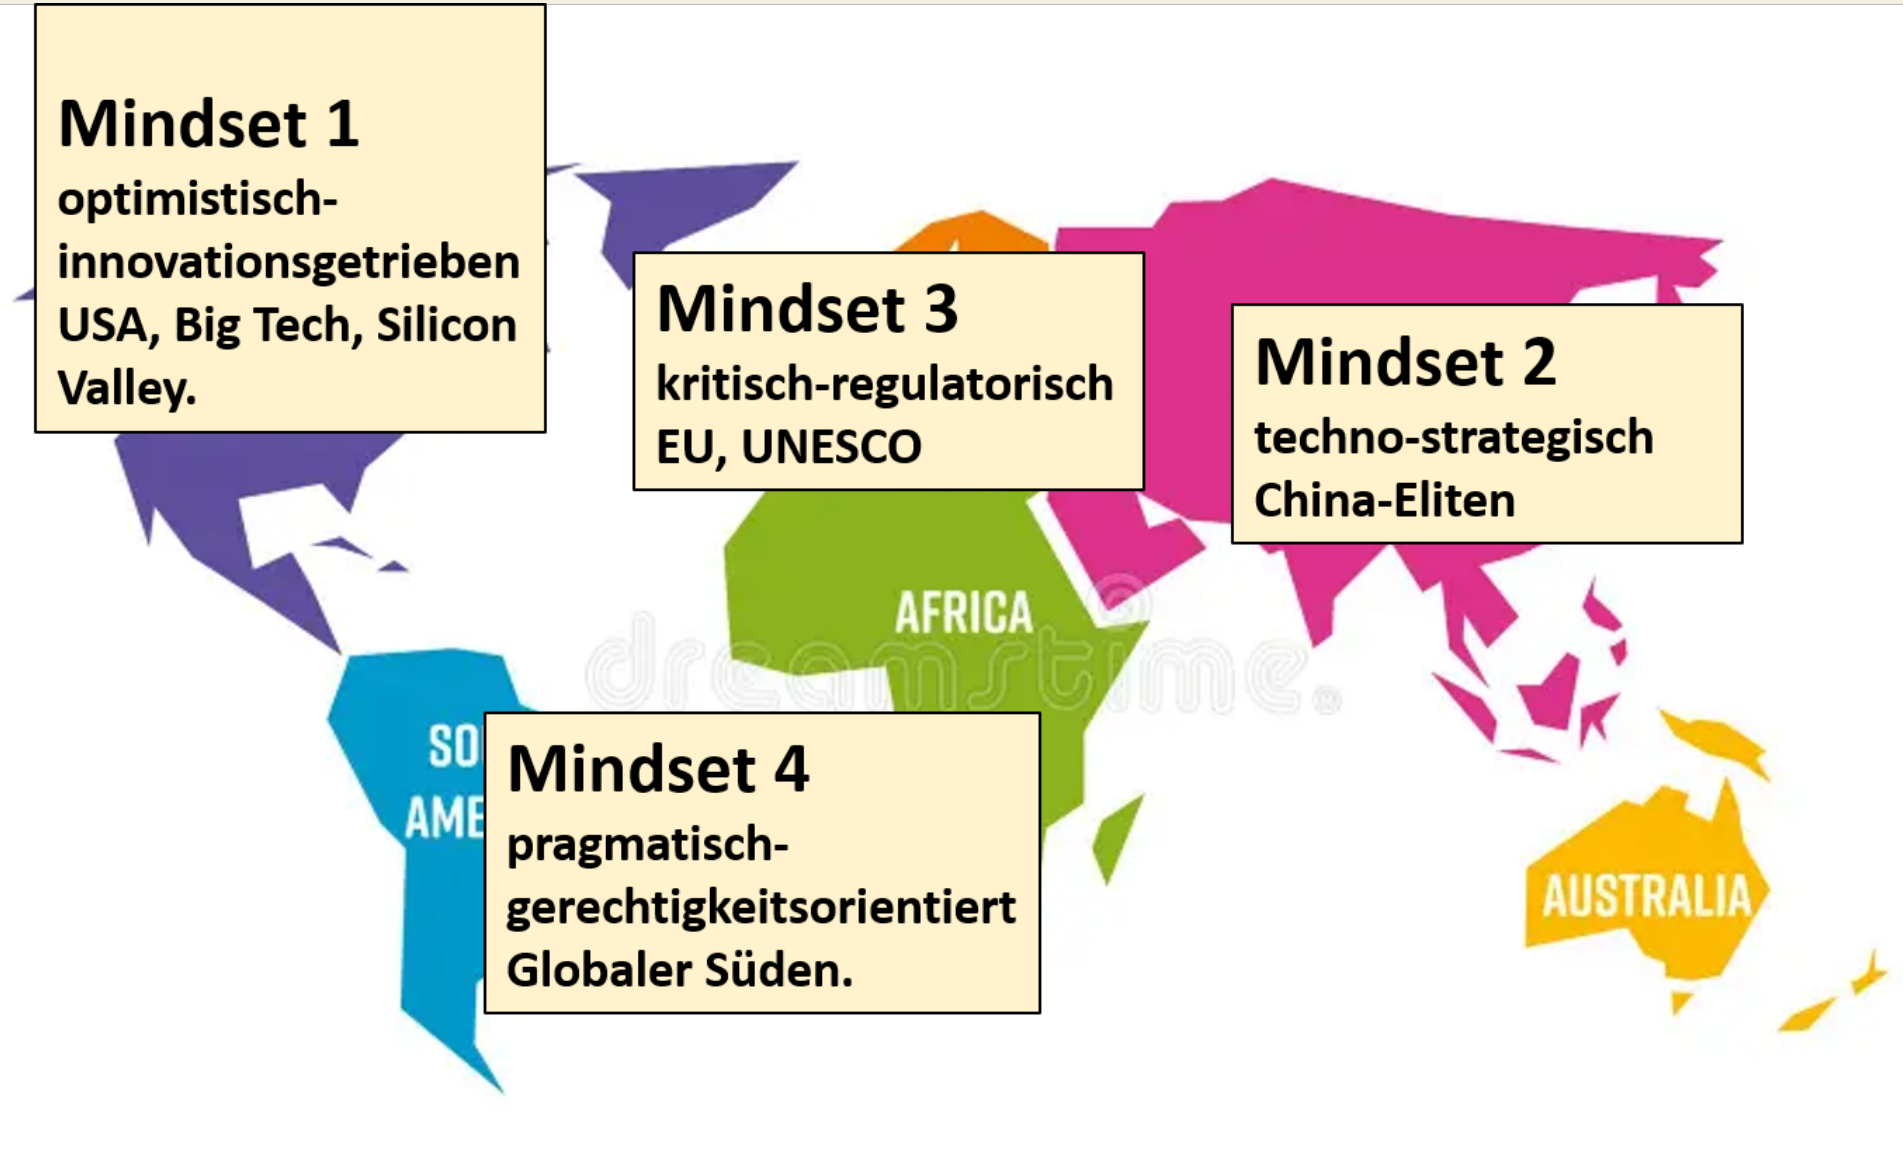 Mindset 1
optimistisch-
innovationsgetrieben
USA, Big Tech, Silicon
Valley.
Mindset 3
kritisch-regulatorisch
EU, UNESCO
Mindset 2
techno-strategisch
China-Eliten
AFRICA
dreamstime.
SO
AME
Mindset 4
pragmatisch-
gerechtigkeitsorientiert
Globaler Süden.
AUSTRALIA